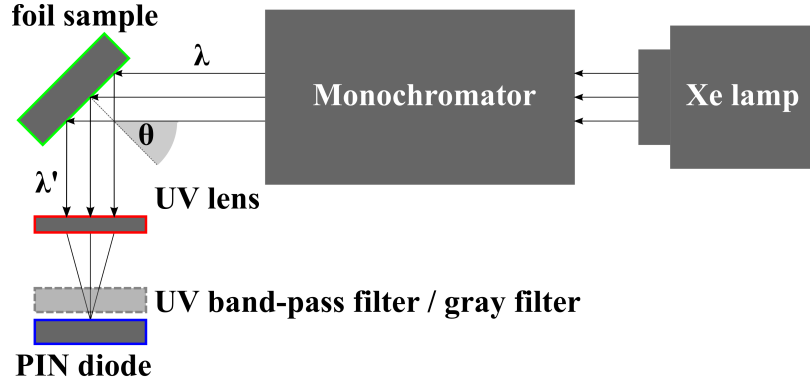 foil sample
λ
Monochromator
Xe lamp
θ
λ'
UV lens
UV band-pass filter / gray filter
PIN diode